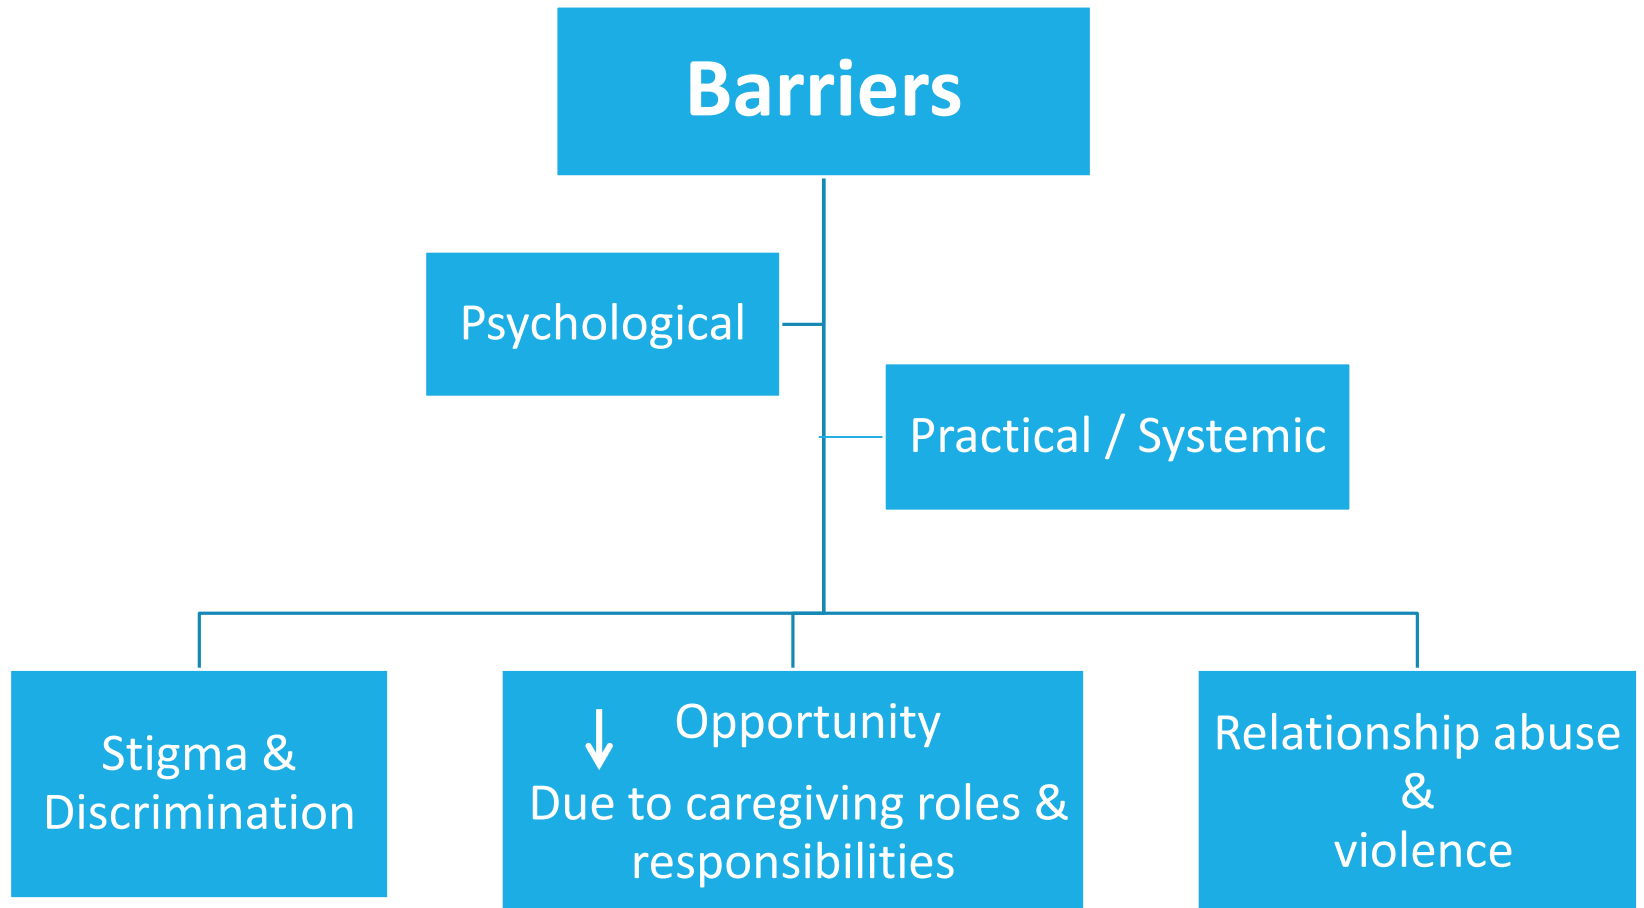 Barriers
Psychological
Practical / Systemic
Stigma &
Discrimination
↓ Opportunity
Due to caregiving roles &
responsibilities
Relationship abuse
&
violence